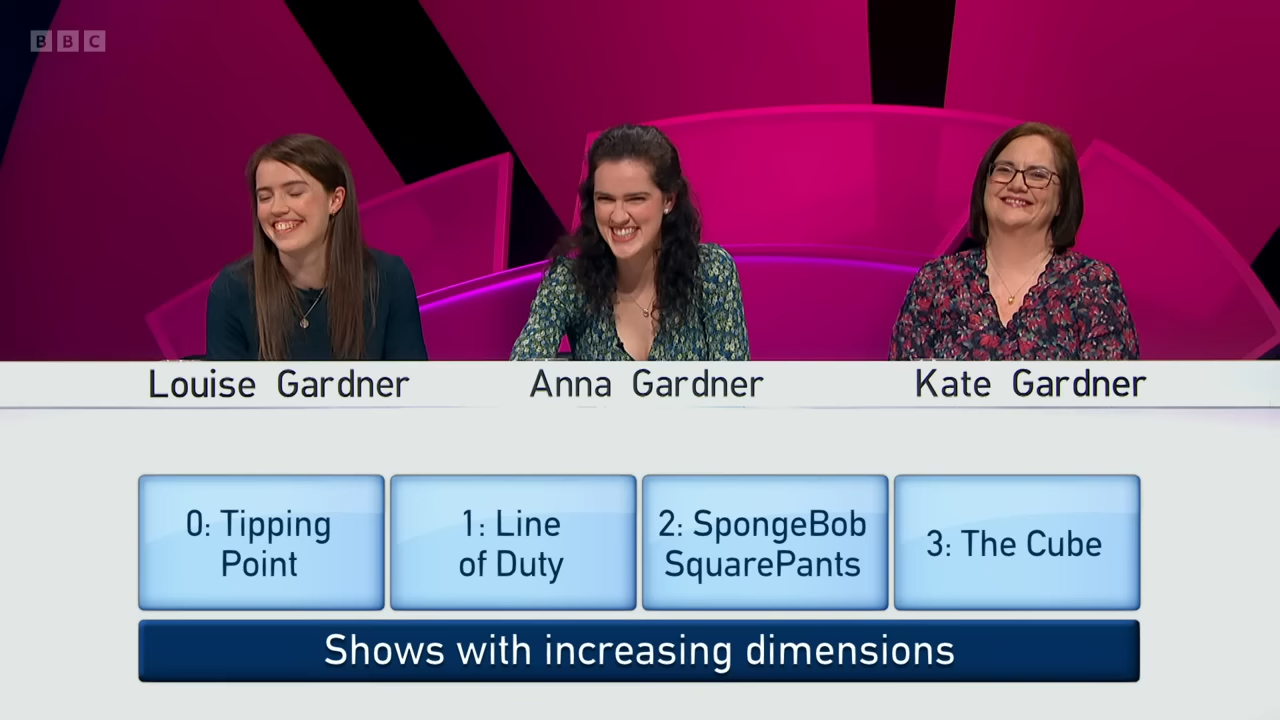 BBC
Louise Gardner
Anna Gardner
Kate Gardner
0: Tipping
Point
1: Line
of Duty
2: SpongeBob
SquarePants
3: The Cube
Shows with increasing dimensions